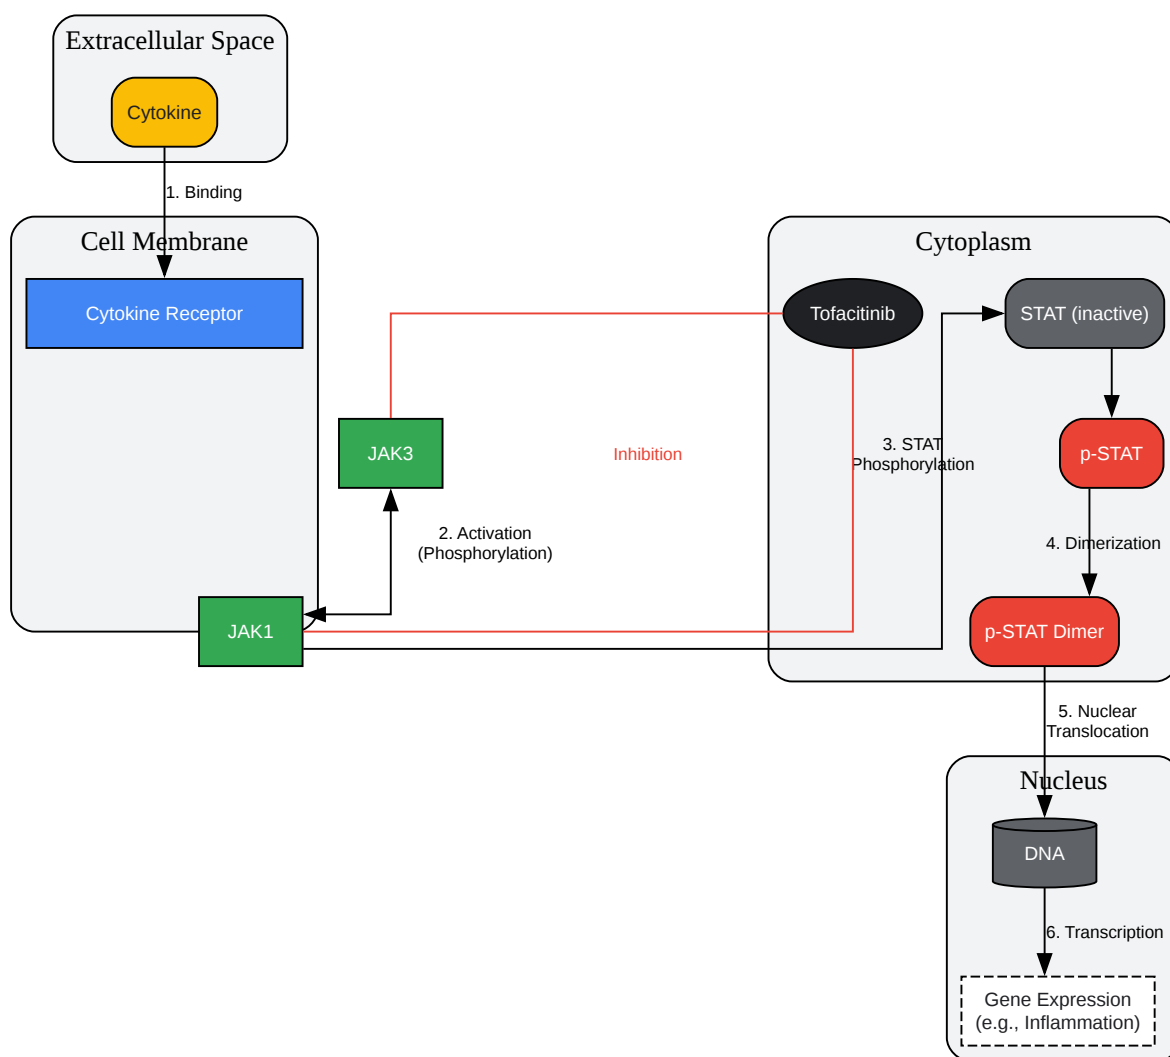 Extracellular Space
Cytokine
1. Binding
Cell Membrane
Cytokine Receptor
JAK3
Inhibition
2. Activation
(Phosphorylation)
JAK1
Cytoplasm
Tofacitinib
STAT (inactive)
3. STAT
Phosphorylation
p-STAT
4. Dimerization
p-STAT Dimer
5. Nuclear
Translocation
Nucleus
DNA
6. Transcription
Gene Expression
(e.g., Inflammation)